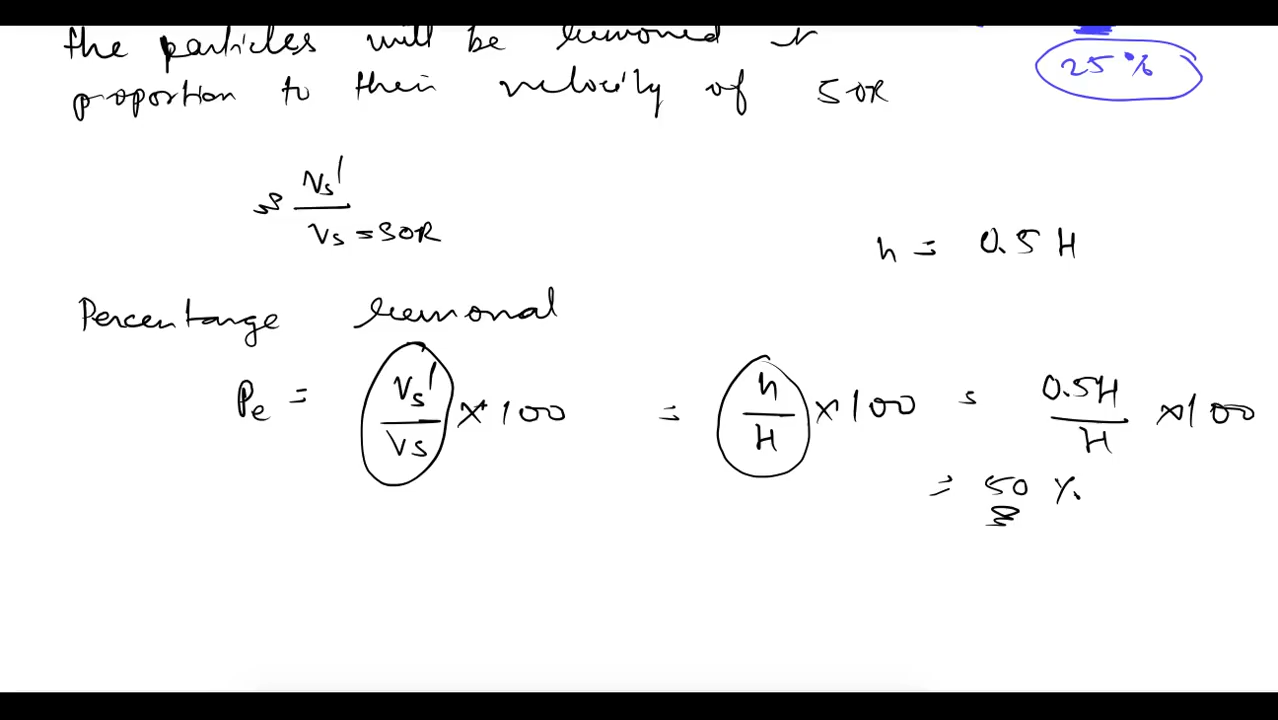 the particles will be removed in
25%
proportion to their velocity of SOR
Vs'
Vs = SOR
h = 0.5 H
Percentange removal
Pe = Vs'/Vs × 100 = h/H × 100 = 0.5H/H × 100
= 50 %